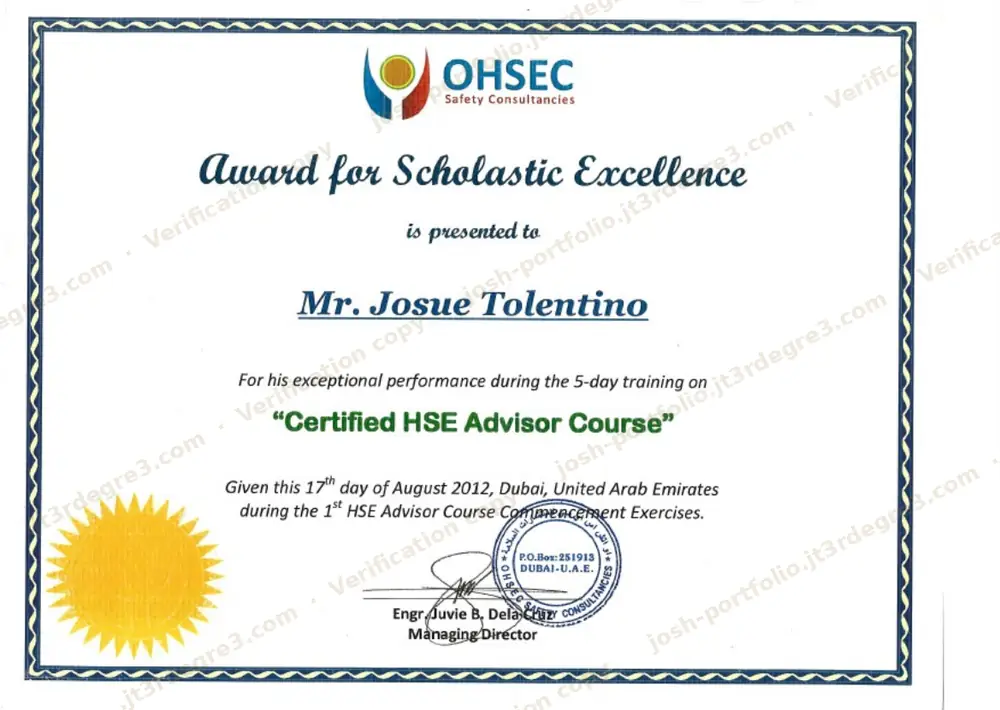 OHSEC
Safety Consultancies
Award for Scholastic Excellence
is presented to
Mr. Josue Tolentino
For his exceptional performance during the 5-day training on
“Certified HSE Advisor Course”
Given this 17th day of August 2012, Dubai, United Arab Emirates
during the 1st HSE Advisor Course Commencement Exercises.
P.O.Box: 251913
DUBAI-U.A.E.
OHSEC SAFETY CONSULTANCIES
Engr. Juvie B. Dela Cruz
Managing Director
Verification copy · josh-portfolio.jt3rdegre3.com